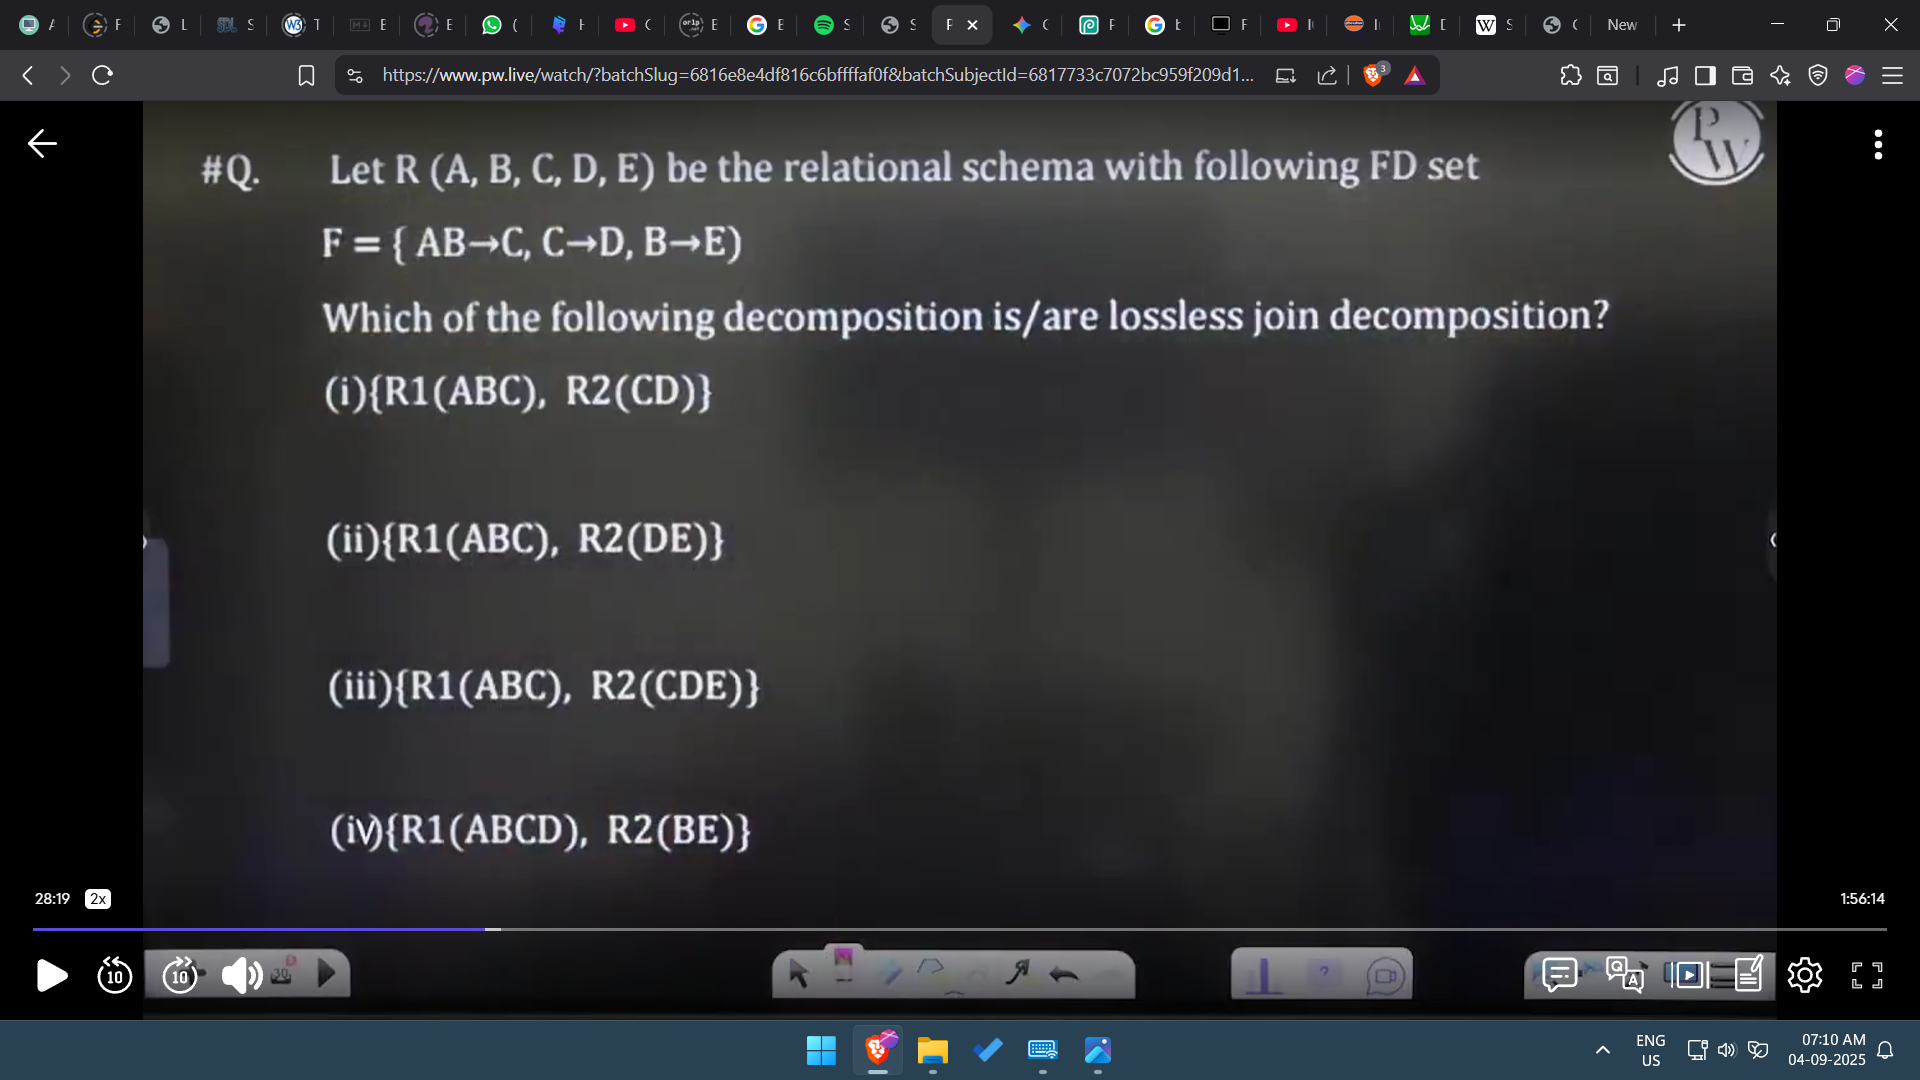 New
https://www.pw.live/watch/?batchSlug=6816e8e4df816c6bffffaf0f&batchSubjectId=6817733c7072bc959f209d1...
3
PW
#Q. Let R (A, B, C, D, E) be the relational schema with following FD set
F = { AB→C, C→D, B→E)
Which of the following decomposition is/are lossless join decomposition?
(i){R1(ABC), R2(CD)}
(ii){R1(ABC), R2(DE)}
(iii){R1(ABC), R2(CDE)}
(iv){R1(ABCD), R2(BE)}
28:19 2x 1:56:14
10 10 30
ENG
US
07:10 AM
04-09-2025